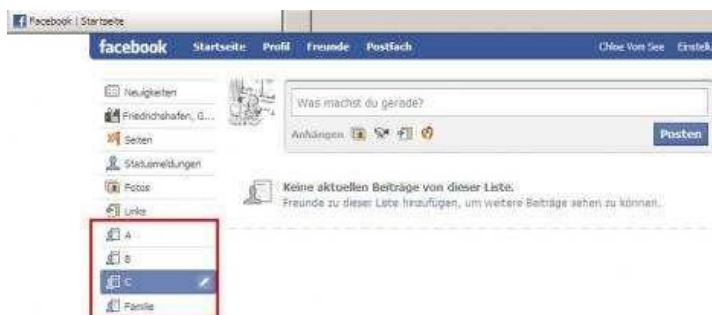 Facebook | Startseite
facebook Startseite Profil Freunde Postfach Chloe Vom See Einstell
Neuigkeiten
Friedrichshafen, G...
Seiten
Statusmeldungen
Fotos
Links
A
B
C
Familie
Was machst du gerade?
Anhängen
Posten
Keine aktuellen Beiträge von dieser Liste.
Freunde zu dieser Liste hinzufügen, um weitere Beiträge sehen zu können.